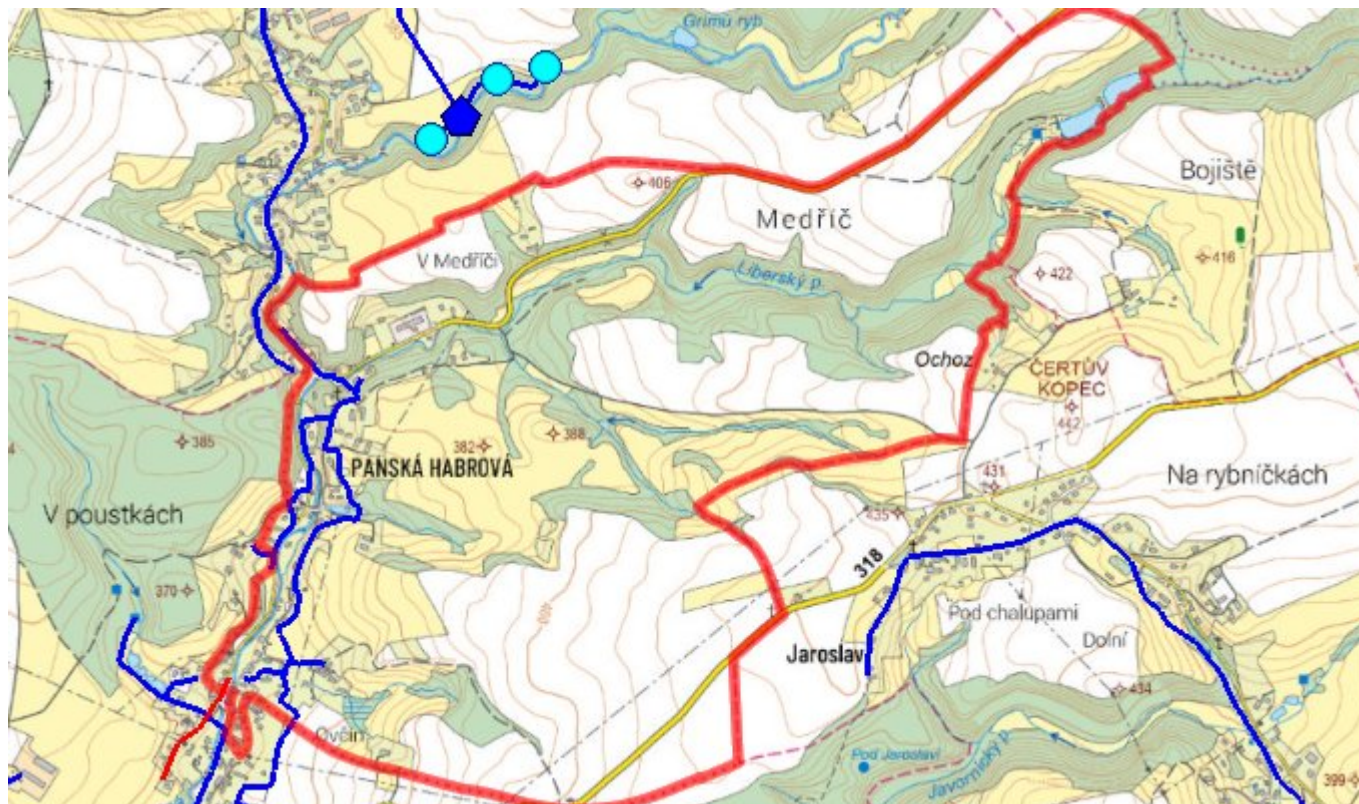 Grimů ryb
Bojiště
406
Medříč
V Medříči
Liberský p.
422
416
Ochoz
ČERTŮV
KOPEC
442
385
382
388
PANSKÁ HABROVÁ
431
Na rybníčkách
V poustkách
435
318
370
400
Pod chalupami
Jaroslav
Dolní
434
Ovčín
Pod Jaroslaví
Javornický p.
399